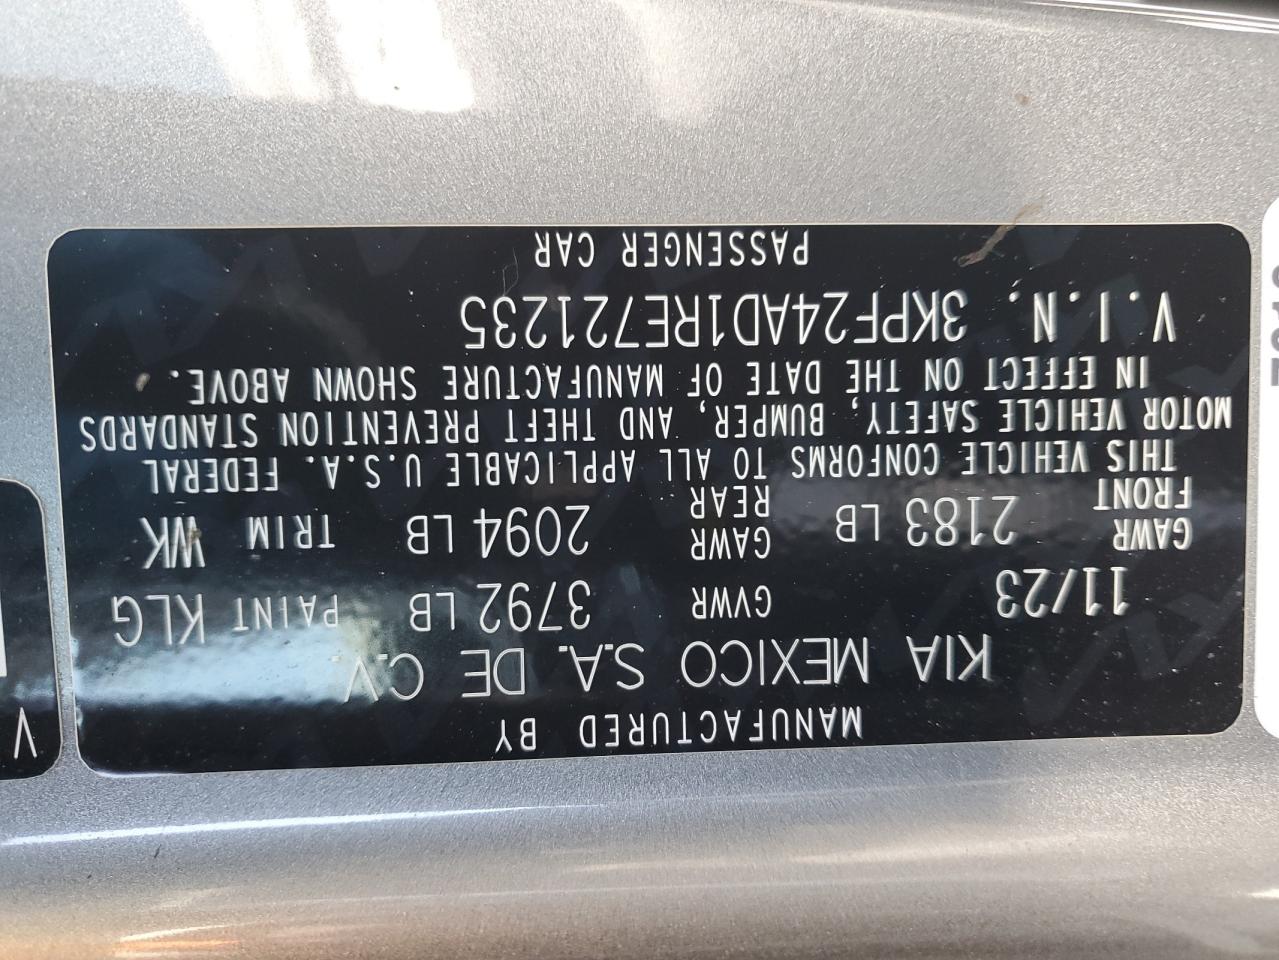 MANUFACTURED BY
KIA MEXICO S.A. DE C.V.
11/23 GVWR 3792 LB PAINT KLG
GAWR FRONT 2183 LB GAWR REAR 2094 LB TRIM WK
THIS VEHICLE CONFORMS TO ALL APPLICABLE U.S.A. FEDERAL
MOTOR VEHICLE SAFETY, BUMPER, AND THEFT PREVENTION STANDARDS
IN EFFECT ON THE DATE OF MANUFACTURE SHOWN ABOVE.
V.I.N. 3KPF24AD1RE721235
PASSENGER CAR